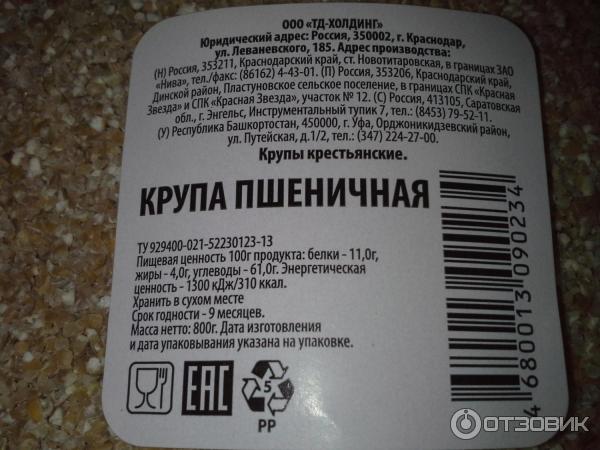 ООО "ТД-ХОЛДИНГ"
Юридический адрес: Россия, 350002, г. Краснодар,
ул. Леваневского, 185. Адрес производства:
(Н) Россия, 353211, Краснодарский край, ст. Новотитаровская, в границах ЗАО
«Нива», тел./факс: (86162) 4-43-01. (П) Россия, 353206, Краснодарский край,
Динской район, Пластуновское сельское поселение, в границах СПК «Красная
Звезда» и СПК «Красная Звезда», участок № 12. (С) Россия, 413105, Саратовская
обл., г. Энгельс, Инструментальный тупик 7, тел.: (8453) 79-52-11.
(У) Республика Башкортостан, 450000, г. Уфа, Орджоникидзевский район,
ул. Путейская, д.1/2, тел.: (347) 224-27-00.
Крупы крестьянские.
КРУПА ПШЕНИЧНАЯ
ТУ 929400-021-52230123-13
Пищевая ценность 100г продукта: белки - 11,0г,
жиры - 4,0г, углеводы - 61,0г. Энергетическая
ценность - 1300 кДж/310 ккал.
Хранить в сухом месте
Срок годности - 9 месяцев.
Масса нетто: 800г. Дата изготовления
и дата упаковывания указана на упаковке.
EAC
5
PP
4 680013 090234
ОТЗОВИК